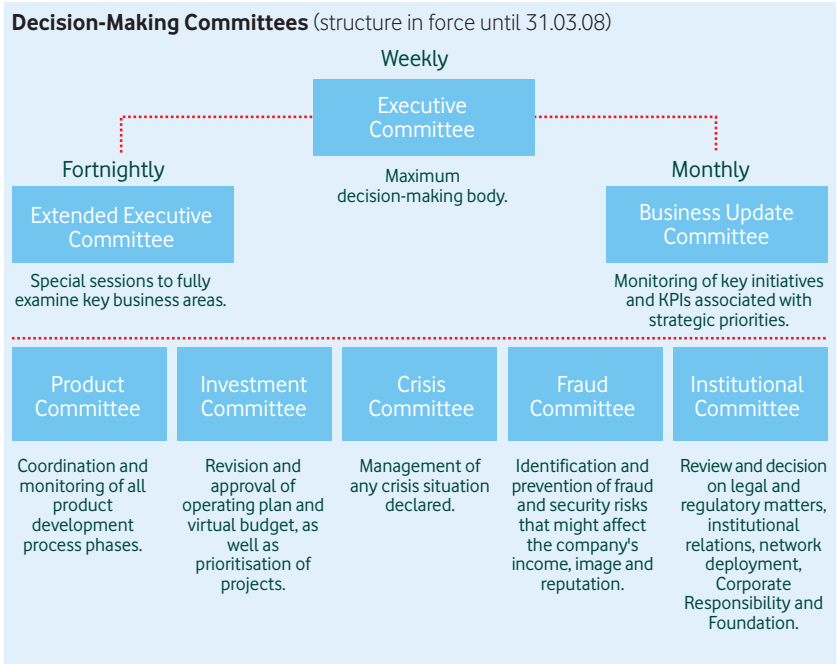 Decision-Making Committees (structure in force until 31.03.08)
Weekly
Executive
Committee
Maximum
decision-making body.
Fortnightly
Extended Executive
Committee
Special sessions to fully
examine key business areas.
Monthly
Business Update
Committee
Monitoring of key initiatives
and KPIs associated with
strategic priorities.
Product
Committee
Coordination and
monitoring of all
product
development
process phases.
Investment
Committee
Revision and
approval of
operating plan and
virtual budget, as
well as
prioritisation of
projects.
Crisis
Committee
Management of
any crisis situation
declared.
Fraud
Committee
Identification and
prevention of fraud
and security risks
that might affect
the company's
income, image and
reputation.
Institutional
Committee
Review and decision
on legal and
regulatory matters,
institutional
relations, network
deployment,
Corporate
Responsibility and
Foundation.